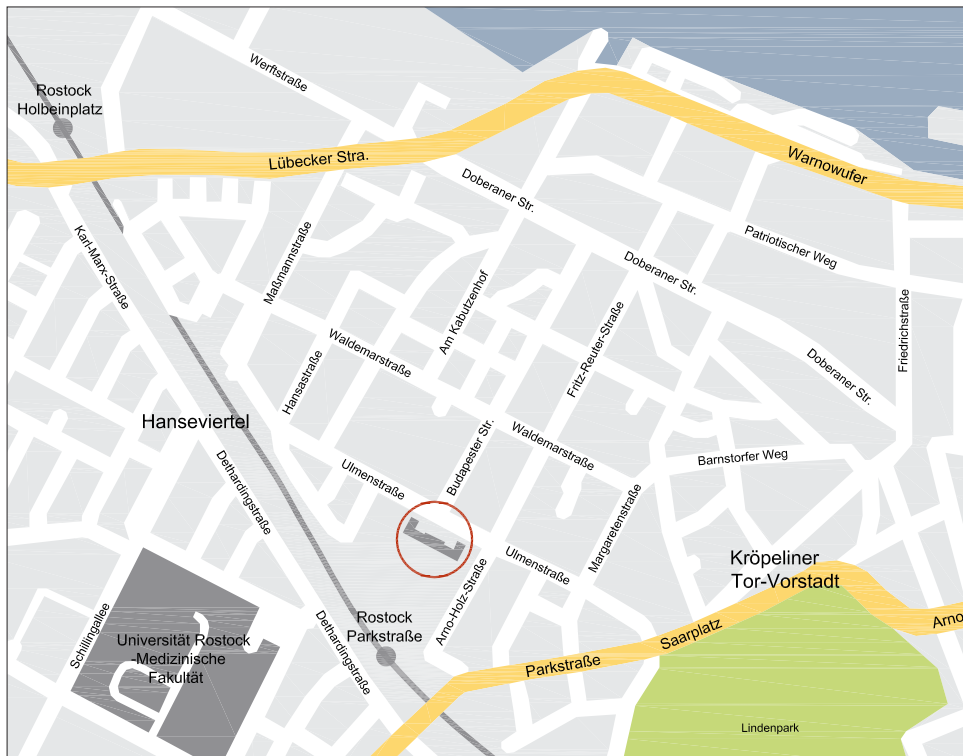 Werftstraße
Rostock
Holbeinplatz
Lübecker Stra.
Warnowufer
Doberaner Str.
Patriotischer Weg
Karl-Marx-Straße
Maßmannstraße
Doberaner Str.
Am Kabutzenhof
Friedrichstraße
Fritz-Reuter-Straße
Waldemarstraße
Doberaner Str.
Hansastraße
Hanseviertel
Waldemarstraße
Budapester Str.
Barnstorfer Weg
Ulmenstraße
Dethardingstraße
Margaretenstraße
Ulmenstraße
Kröpeliner
Tor-Vorstadt
Arno-Holz-Straße
Schillingallee
Rostock
Parkstraße
Universität Rostock
-Medizinische
Fakultät
Dethardingstraße
Saarplatz
Arno
Parkstraße
Lindenpark